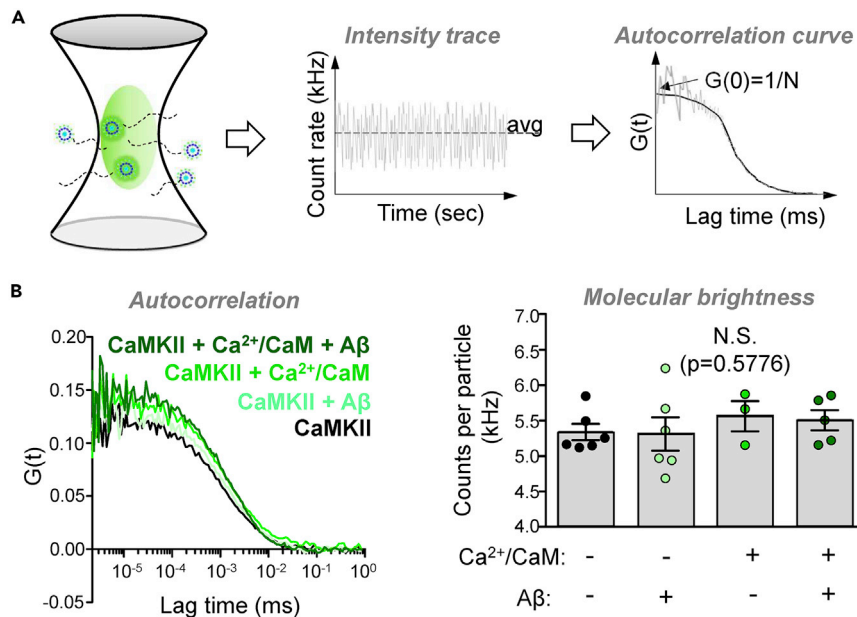 A
Intensity trace
Count rate (kHz)
avg
Time (sec)
Autocorrelation curve
G(0)=1/N
G(t)
Lag time (ms)
B
Autocorrelation
CaMKII + Ca²⁺/CaM + Aβ
CaMKII + Ca²⁺/CaM
CaMKII + Aβ
CaMKII
G(t)
0.20
0.15
0.10
0.05
0.00
-0.05
10⁻⁵ 10⁻⁴ 10⁻³ 10⁻² 10⁻¹ 10⁰
Lag time (ms)
Molecular brightness
N.S.
(p=0.5776)
Counts per particle
(kHz)
7.0
6.5
6.0
5.5
5.0
4.5
4.0
Ca²⁺/CaM: - - + +
Aβ: - + - +